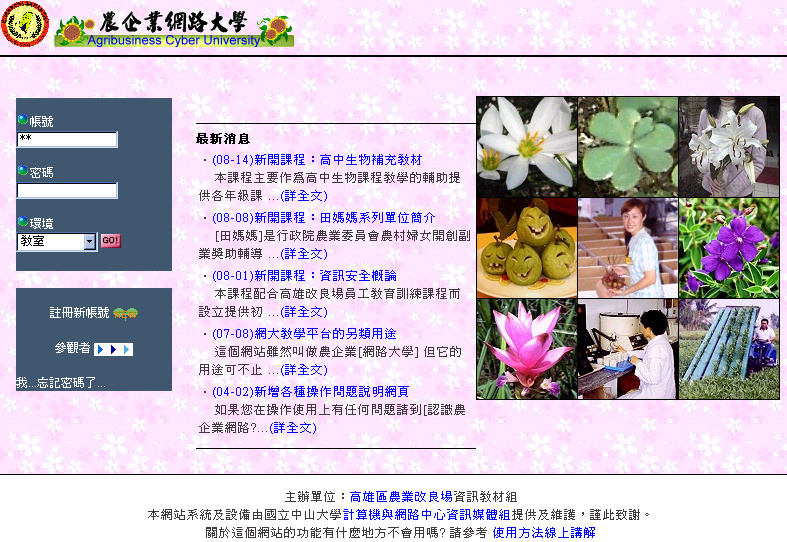 農企業網路大學
Agribusiness Cyber University
帳號
**
密碼
環境
教室
GO!
註冊新帳號
參觀者
我...忘記密碼了...
最新消息
‧(08-14)新開課程：高中生物補充教材
本課程主要作爲高中生物課程教學的輔助提
供各年級課 ...(詳全文)
‧(08-08)新開課程：田媽媽系列單位簡介
[田媽媽]是行政院農業委員會農村婦女開創副
業獎助輔導 ...(詳全文)
‧(08-01)新開課程：資訊安全概論
本課程配合高雄改良場員工教育訓練課程而
設立提供初 ...(詳全文)
‧(07-08)網大教學平台的另類用途
這個網站雖然叫做農企業[網路大學] 但它的
用途可不止 ...(詳全文)
‧(04-02)新增各種操作問題說明網頁
如果您在操作使用上有任何問題請到[認識農
企業網路?...(詳全文)
主辦單位：高雄區農業改良場資訊教材組
本網站系統及設備由國立中山大學計算機與網路中心資訊媒體組提供及維護，謹此致謝。
關於這個網站的功能有什麼地方不會用嗎? 請參考 使用方法線上講解